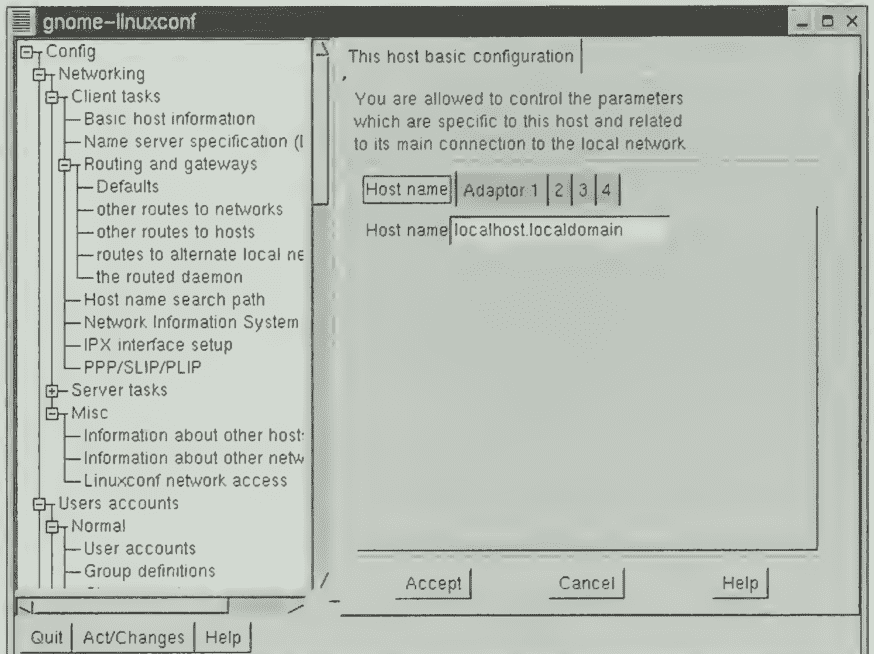 gnome-linuxconf
Config
Networking
Client tasks
Basic host information
Name server specification (
Routing and gateways
Defaults
other routes to networks
other routes to hosts
routes to alternate local ne
the routed daemon
Host name search path
Network Information System
IPX interface setup
PPP/SLIP/PLIP
Server tasks
Misc
Information about other host
Information about other netw
Linuxconf network access
Users accounts
Normal
User accounts
Group definitions
Quit Act/Changes Help
This host basic configuration
You are allowed to control the parameters
which are specific to this host and related
to its main connection to the local network
Host name Adaptor 1 2 3 4
Host name localhost.localdomain
Accept Cancel Help